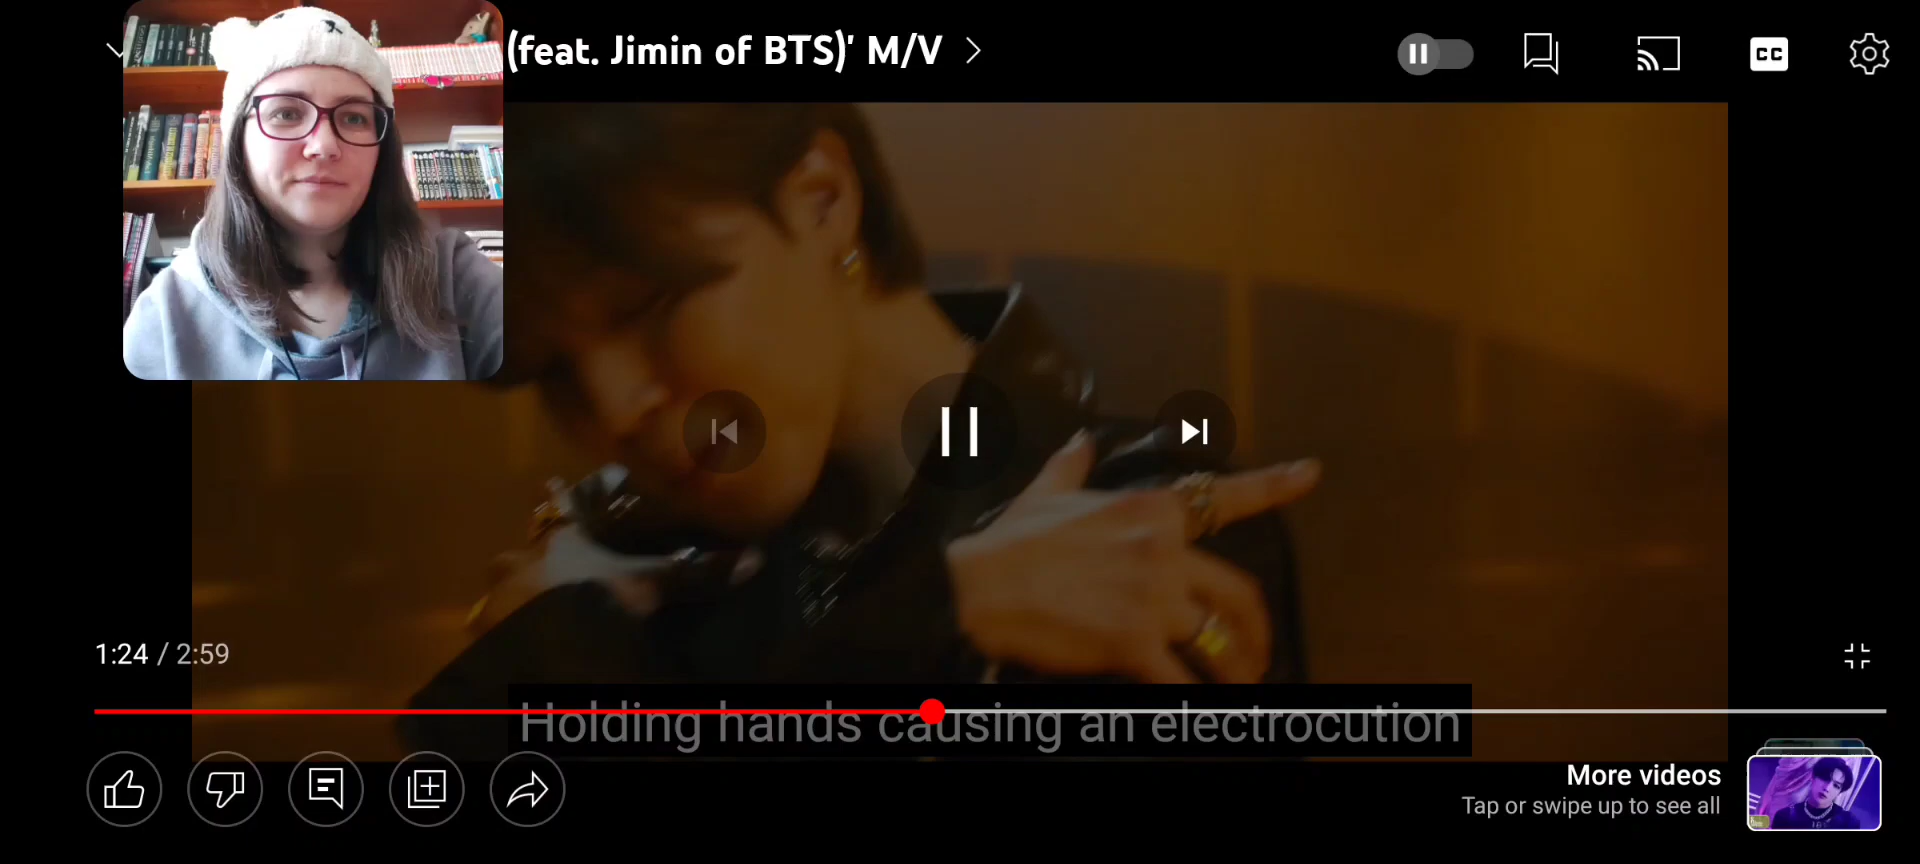 (feat. Jimin of BTS)' M/V
CC
1:24 / 2:59
Holding hands causing an electrocution
More videos
Tap or swipe up to see all